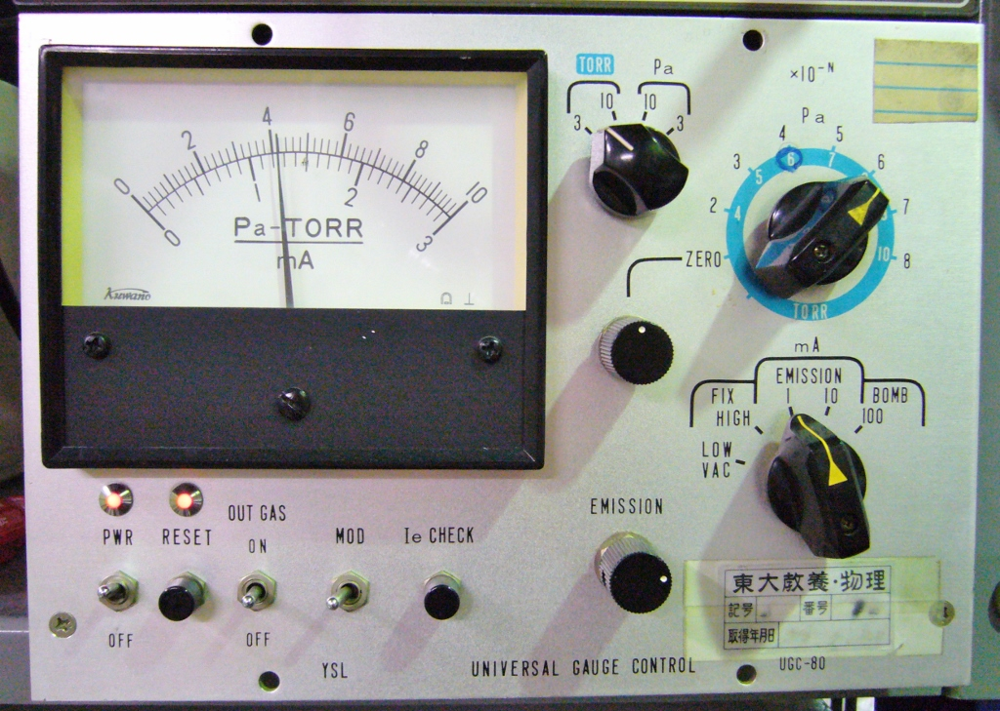 0 2 4 6 8 10
0 1 2 3
Pa-TORR
mA
Kuwano
TORR
Pa
3 10 10 3
×10⁻ᴺ
Pa
2 3 4 5 6 7 8
4 5 6 7 10
TORR
ZERO
mA
EMISSION
FIX
1 10
BOMB
HIGH
100
LOW
VAC
EMISSION
PWR
RESET
OUT GAS
ON
MOD
Ie CHECK
OFF
OFF
東大教養・物理
記号
番号
取得年月日
YSL
UNIVERSAL GAUGE CONTROL
UGC-80